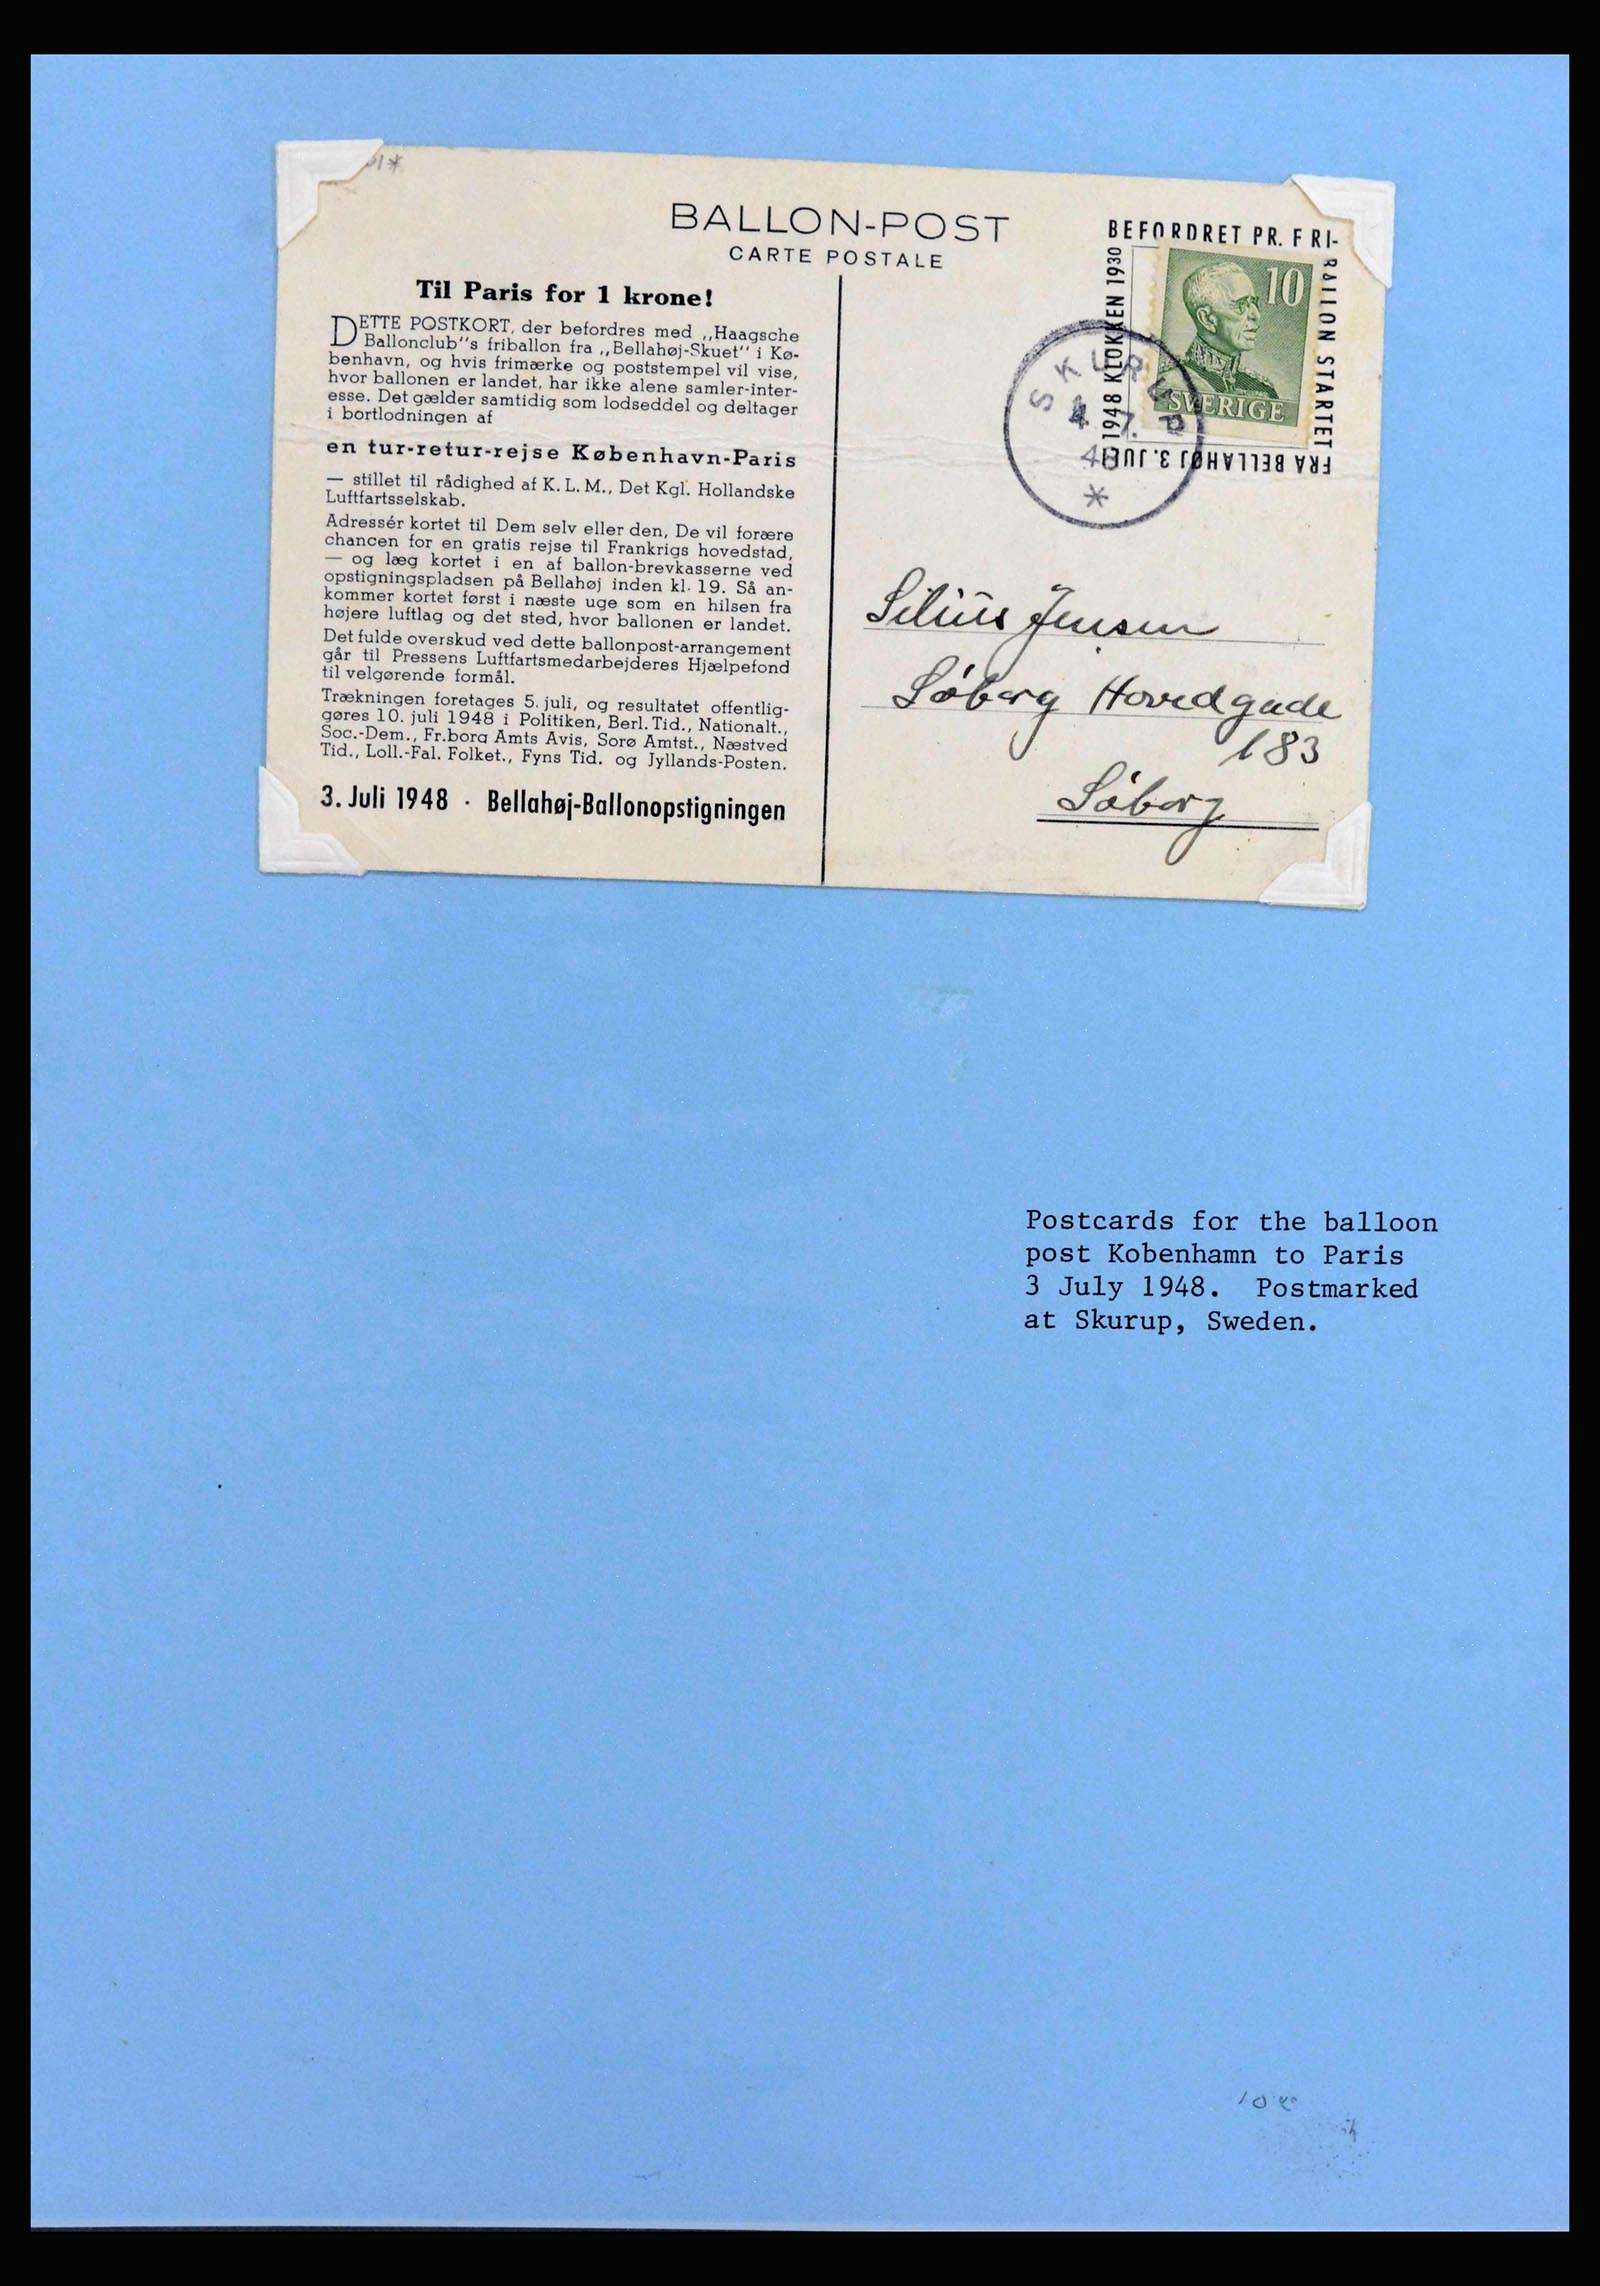 BALLON-POST
CARTE POSTALE
Til Paris for 1 krone!
DETTE POSTKORT, der befordres med ,,Haagsche
Ballonclub''s friballon fra ,,Bellahøj-Skuet'' i Kø-
benhavn, og hvis frimærke og poststempel vil vise,
hvor ballonen er landet, har ikke alene samler-inter-
esse. Det gælder samtidig som lodseddel og deltager
i bortlodningen af
en tur-retur-rejse København-Paris
— stillet til rådighed af K. L. M., Det Kgl. Hollandske
Luftfartsselskab.
Adressér kortet til Dem selv eller den, De vil forære
chancen for en gratis rejse til Frankrigs hovedstad,
— og læg kortet i en af ballon-brevkasserne ved
opstigningspladsen på Bellahøj inden kl. 19. Så an-
kommer kortet først i næste uge som en hilsen fra
højere luftlag og det sted, hvor ballonen er landet.
Det fulde overskud ved dette ballonpost-arrangement
går til Pressens Luftfartsmedarbejderes Hjælpefond
til velgørende formål.
Trækningen foretages 5. juli, og resultatet offentlig-
gøres 10. juli 1948 i Politiken, Berl. Tid., Nationalt.,
Soc.-Dem., Fr.borg Amts Avis, Sorø Amtst., Næstved
Tid., Loll.-Fal. Folket., Fyns Tid. og Jyllands-Posten.
3. Juli 1948 · Bellahøj-Ballonopstigningen
BEFORDRET PR. FRI-
BALLON STARTET
FRA BELLAHØJ 3. JULI
1948 KLOKKEN 1930
10
SVERIGE
SKURUP
4. 7.
48
*
Silius Jensen
Søborg Hovedgade
183
Søborg
Postcards for the balloon
post Kobenhamn to Paris
3 July 1948. Postmarked
at Skurup, Sweden.